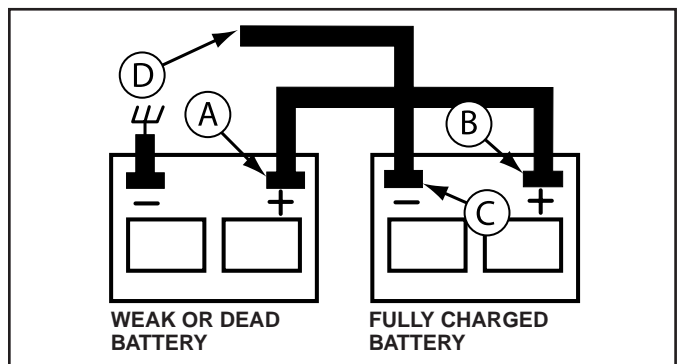 D
A
B
C
− + − +
WEAK OR DEAD BATTERY
FULLY CHARGED BATTERY